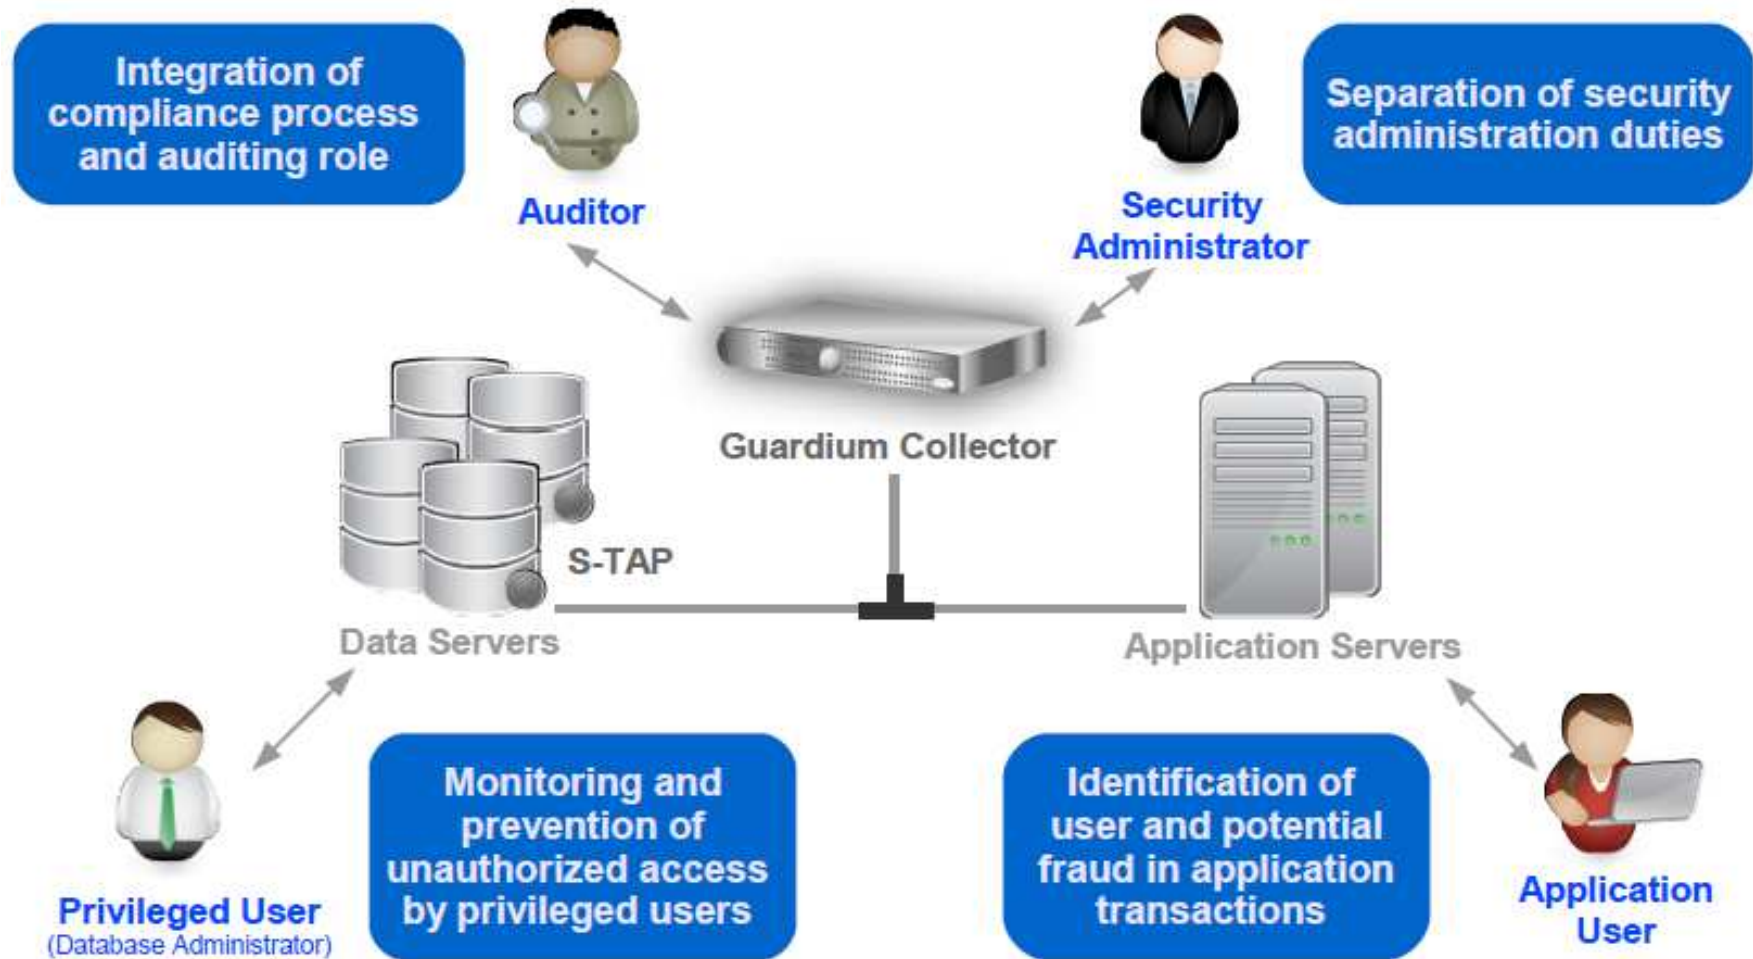 Integration of
compliance process
and auditing role
Auditor
Security
Administrator
Separation of security
administration duties
Guardium Collector
S-TAP
Data Servers
Application Servers
Privileged User
(Database Administrator)
Monitoring and
prevention of
unauthorized access
by privileged users
Identification of
user and potential
fraud in application
transactions
Application
User